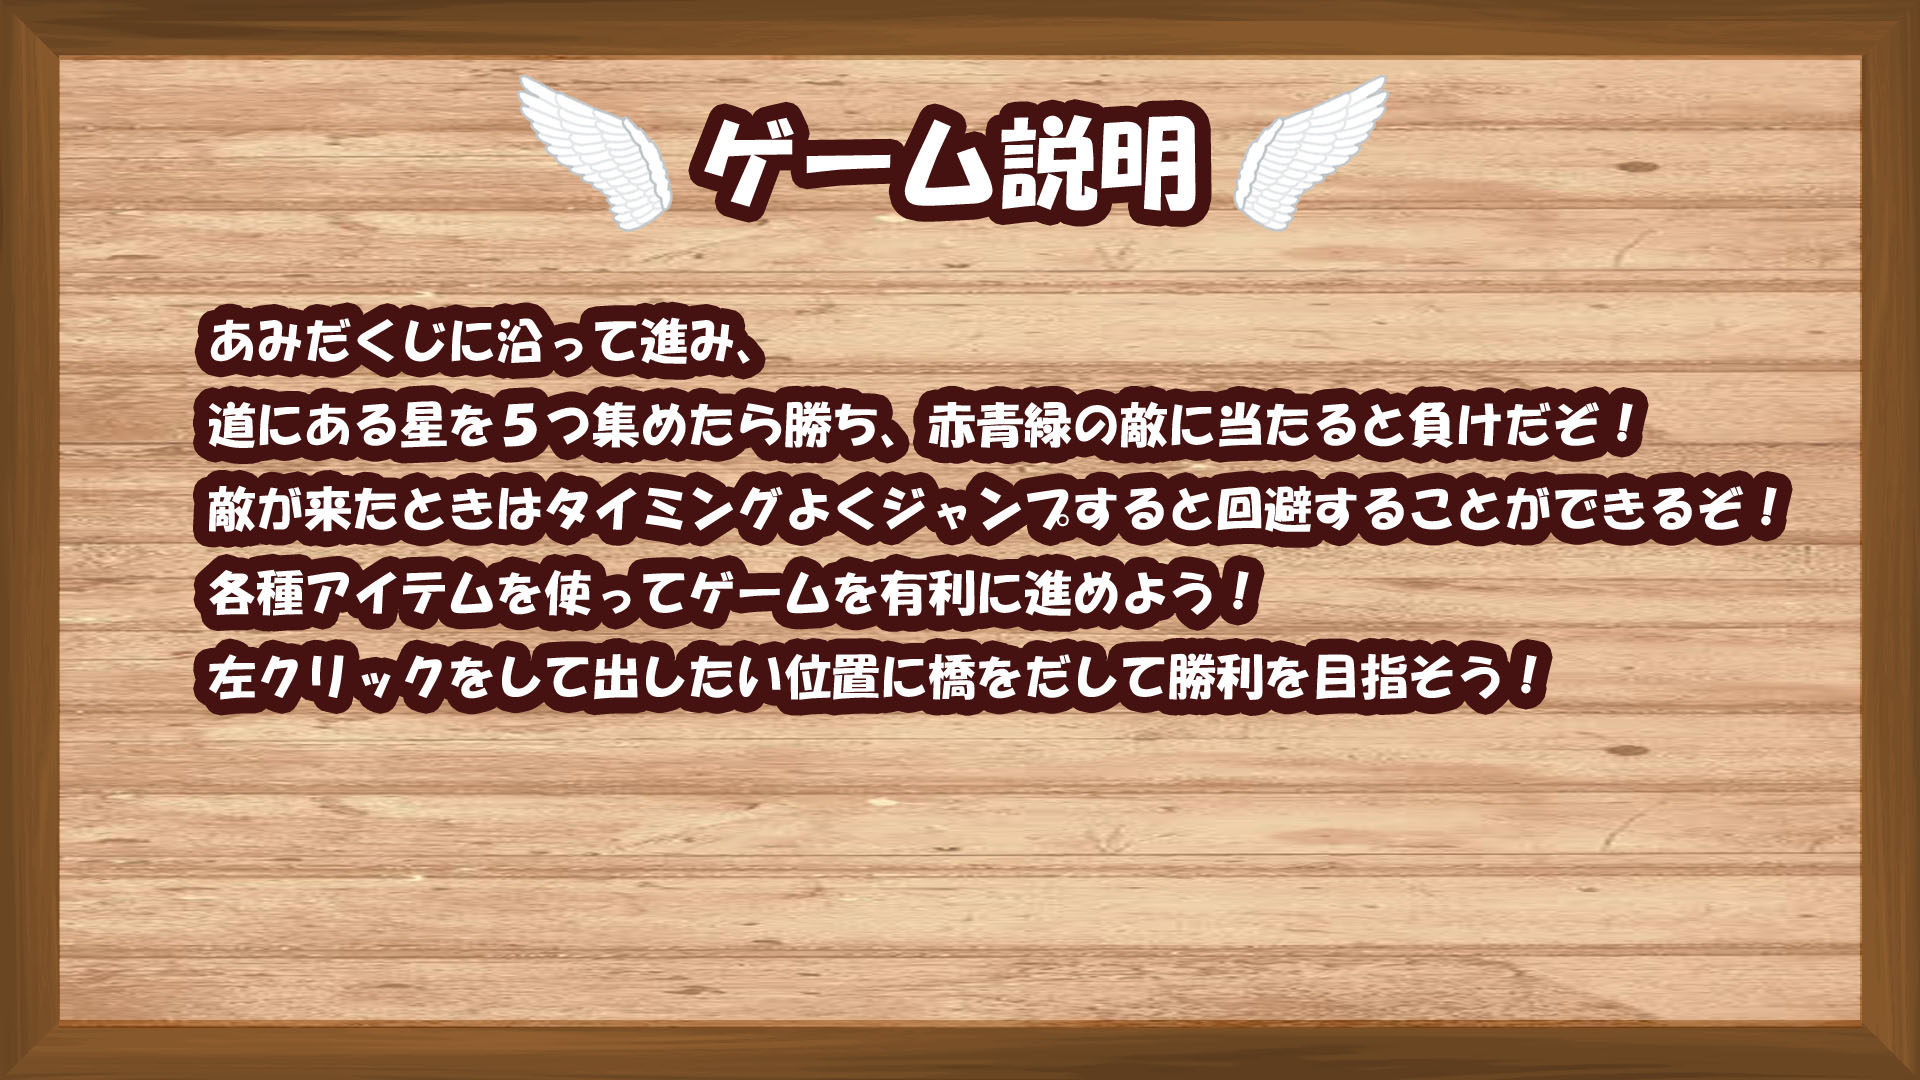 ゲーム説明
あみだくじに沿って進み、
道にある星を５つ集めたら勝ち、赤青緑の敵に当たると負けだぞ！
敵が来たときはタイミングよくジャンプすると回避することができるぞ！
各種アイテムを使ってゲームを有利に進めよう！
左クリックをして出したい位置に橋をだして勝利を目指そう！